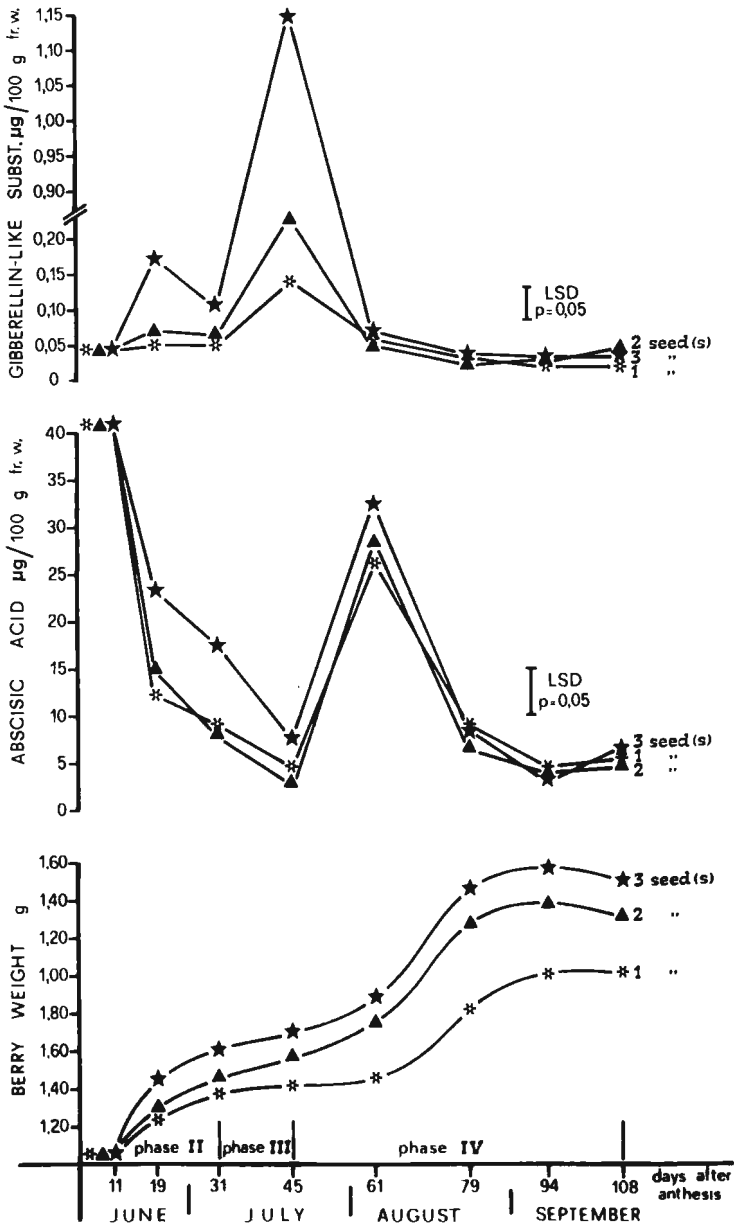 GIBBERELLIN-LIKE SUBST. µg/100 g fr. w.
1,15
1,10
1,05
1,00
0,95
0,90
0,20
0,15
0,10
0,05
0
LSD
p=0,05
2 seed(s)
3 "
1 "
ABSCISIC ACID µg/100 g fr. w.
40
35
30
25
20
15
10
5
0
LSD
p=0,05
3 seed(s)
1 "
2 "
BERRY WEIGHT g
1,60
1,40
1,20
1,00
1,80
1,60
1,40
1,20
3 seed(s)
2 "
1 "
phase II phase III phase IV
11 19 31 45 61 79 94 108 days after anthesis
JUNE JULY AUGUST SEPTEMBER